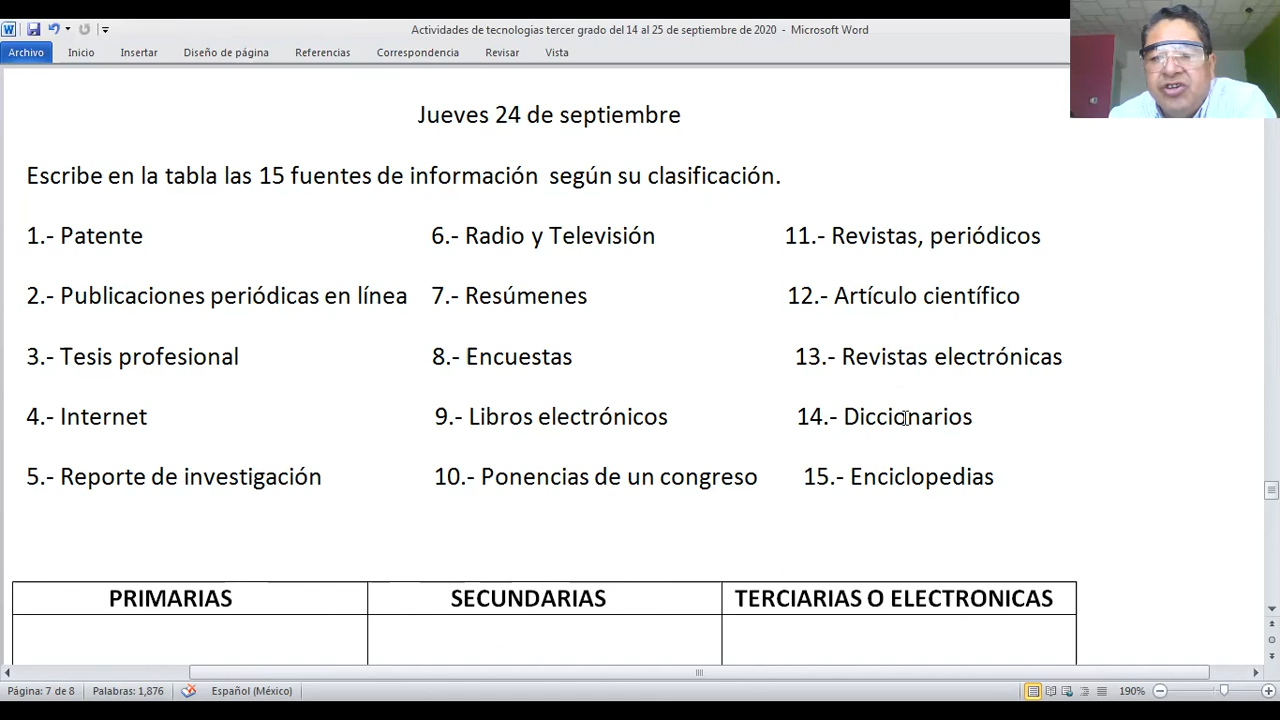 Actividades de tecnologias tercer grado del 14 al 25 de septiembre de 2020 - Microsoft Word
Archivo Inicio Insertar Diseño de página Referencias Correspondencia Revisar Vista
Jueves 24 de septiembre
Escribe en la tabla las 15 fuentes de información según su clasificación.
1.- Patente 6.- Radio y Televisión 11.- Revistas, periódicos
2.- Publicaciones periódicas en línea 7.- Resúmenes 12.- Artículo científico
3.- Tesis profesional 8.- Encuestas 13.- Revistas electrónicas
4.- Internet 9.- Libros electrónicos 14.- Diccionarios
5.- Reporte de investigación 10.- Ponencias de un congreso 15.- Enciclopedias
PRIMARIAS SECUNDARIAS TERCIARIAS O ELECTRONICAS
Página: 7 de 8 Palabras: 1,876 Español (México) 190%